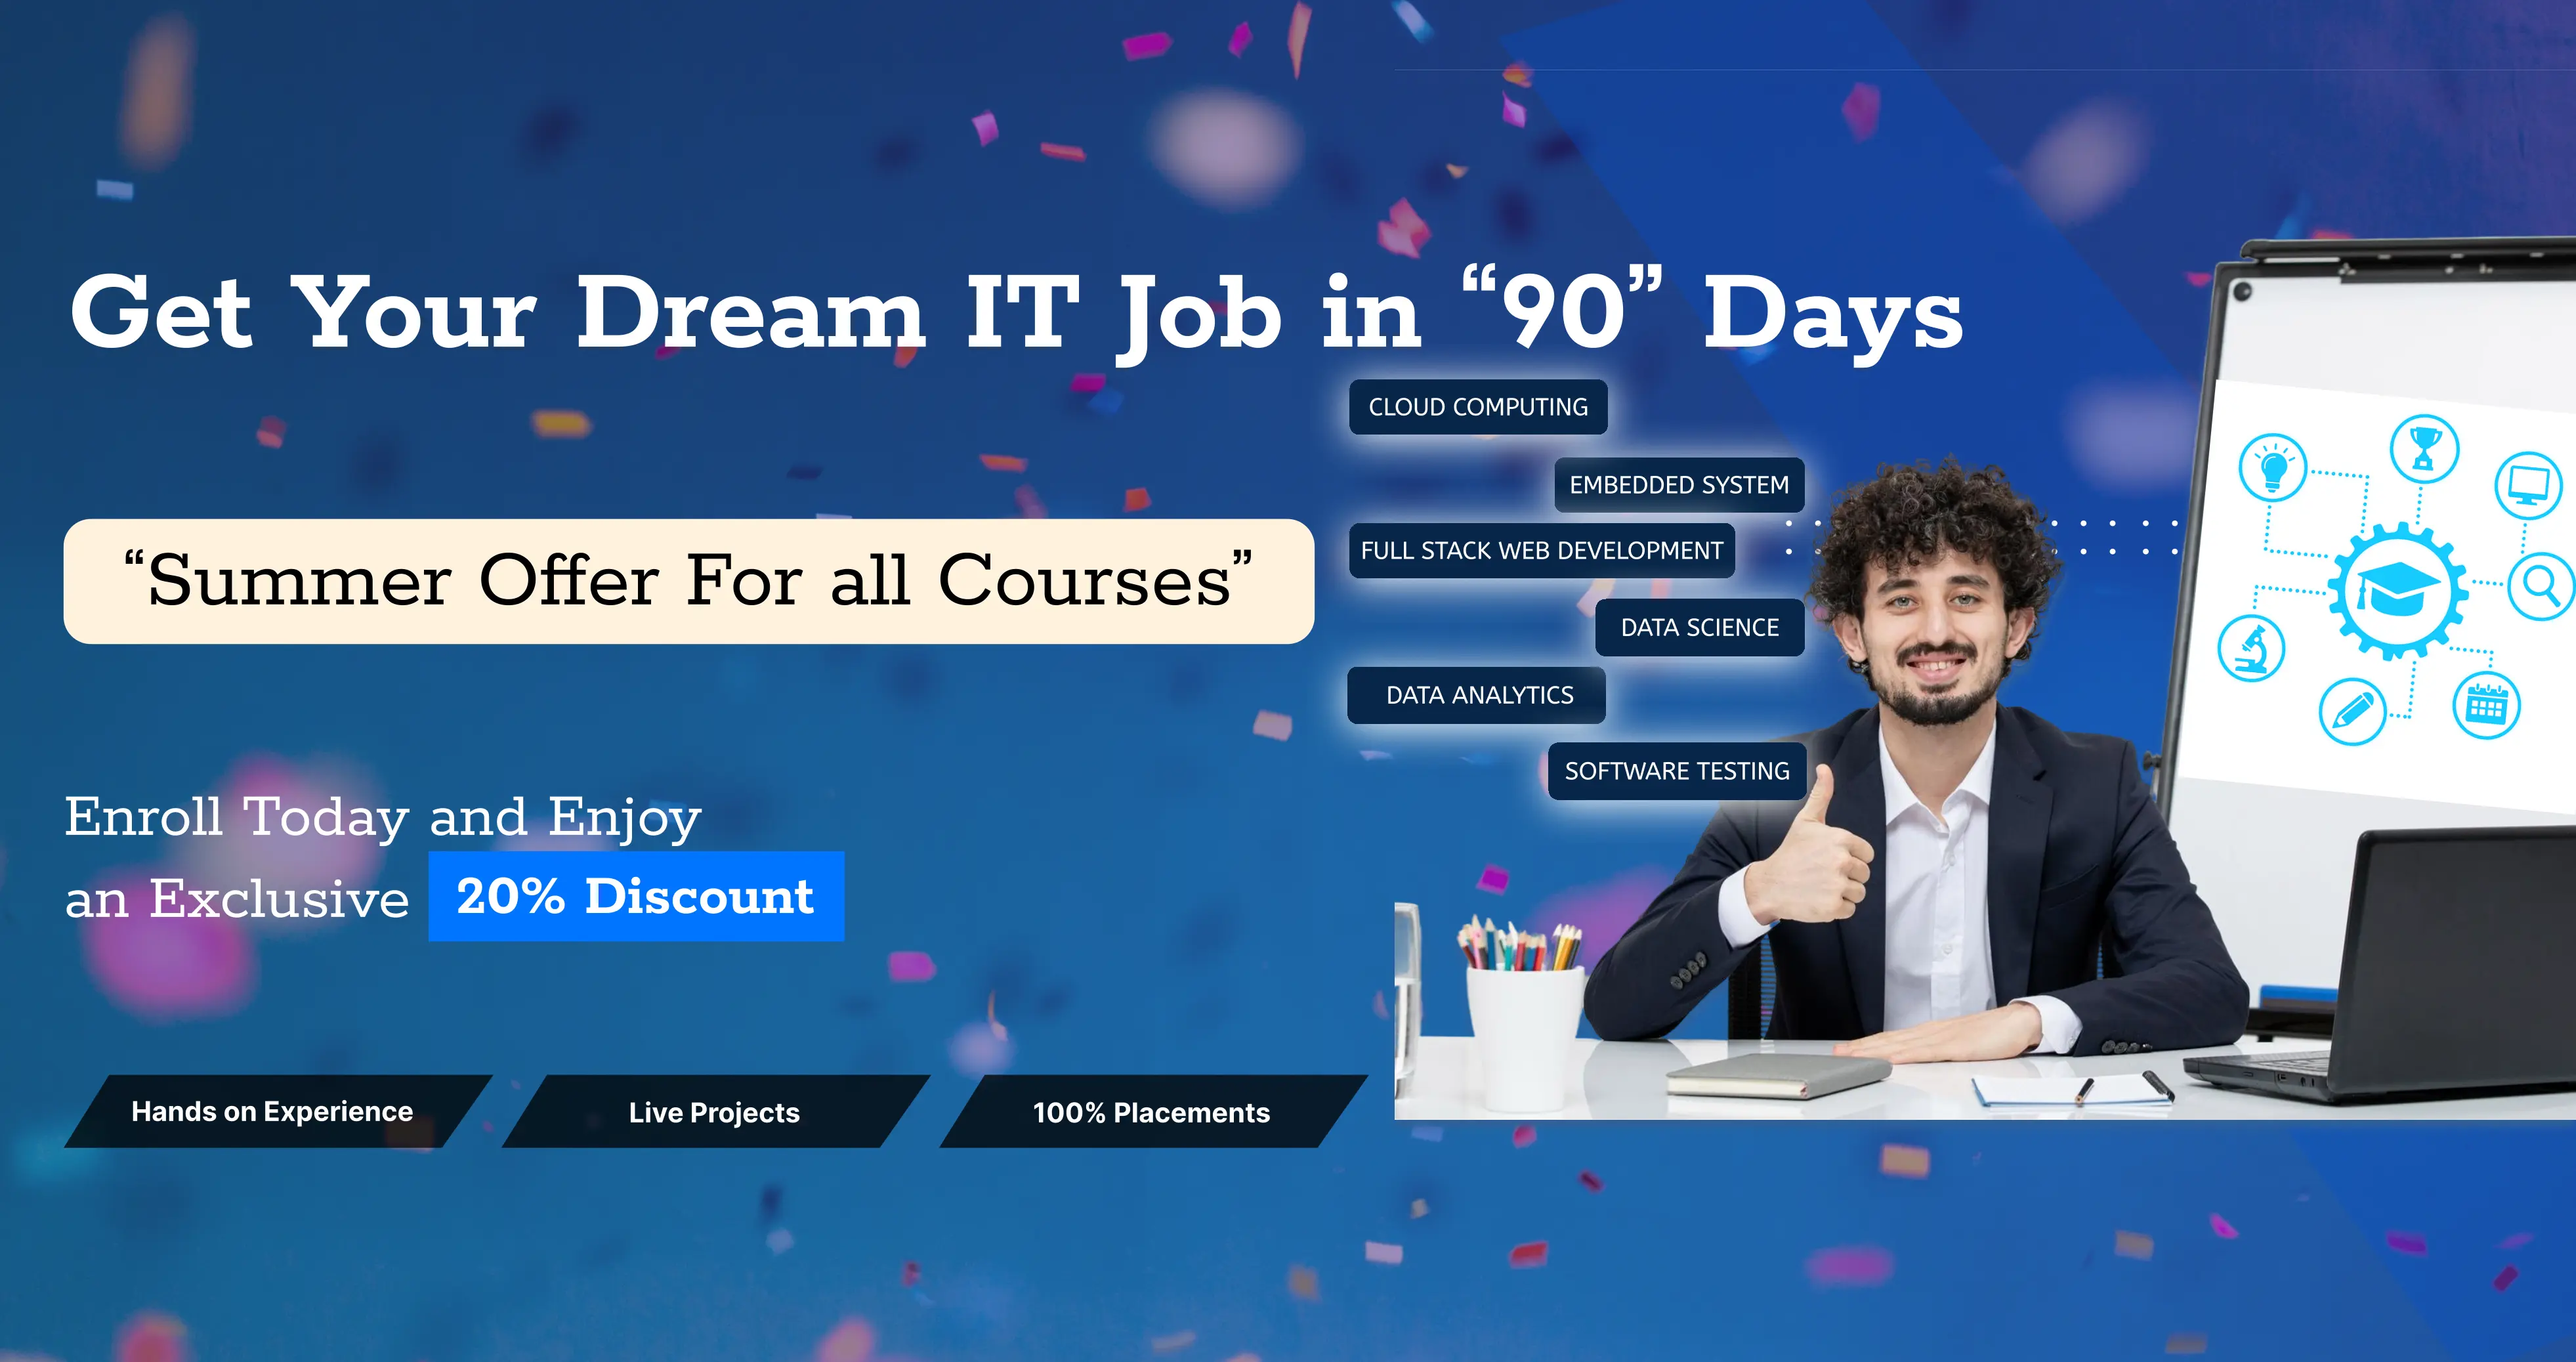 Get Your Dream IT Job in “90” Days
CLOUD COMPUTING
EMBEDDED SYSTEM
FULL STACK WEB DEVELOPMENT
DATA SCIENCE
DATA ANALYTICS
SOFTWARE TESTING
“Summer Offer For all Courses”
Enroll Today and Enjoy
an Exclusive 20% Discount
Hands on Experience
Live Projects
100% Placements